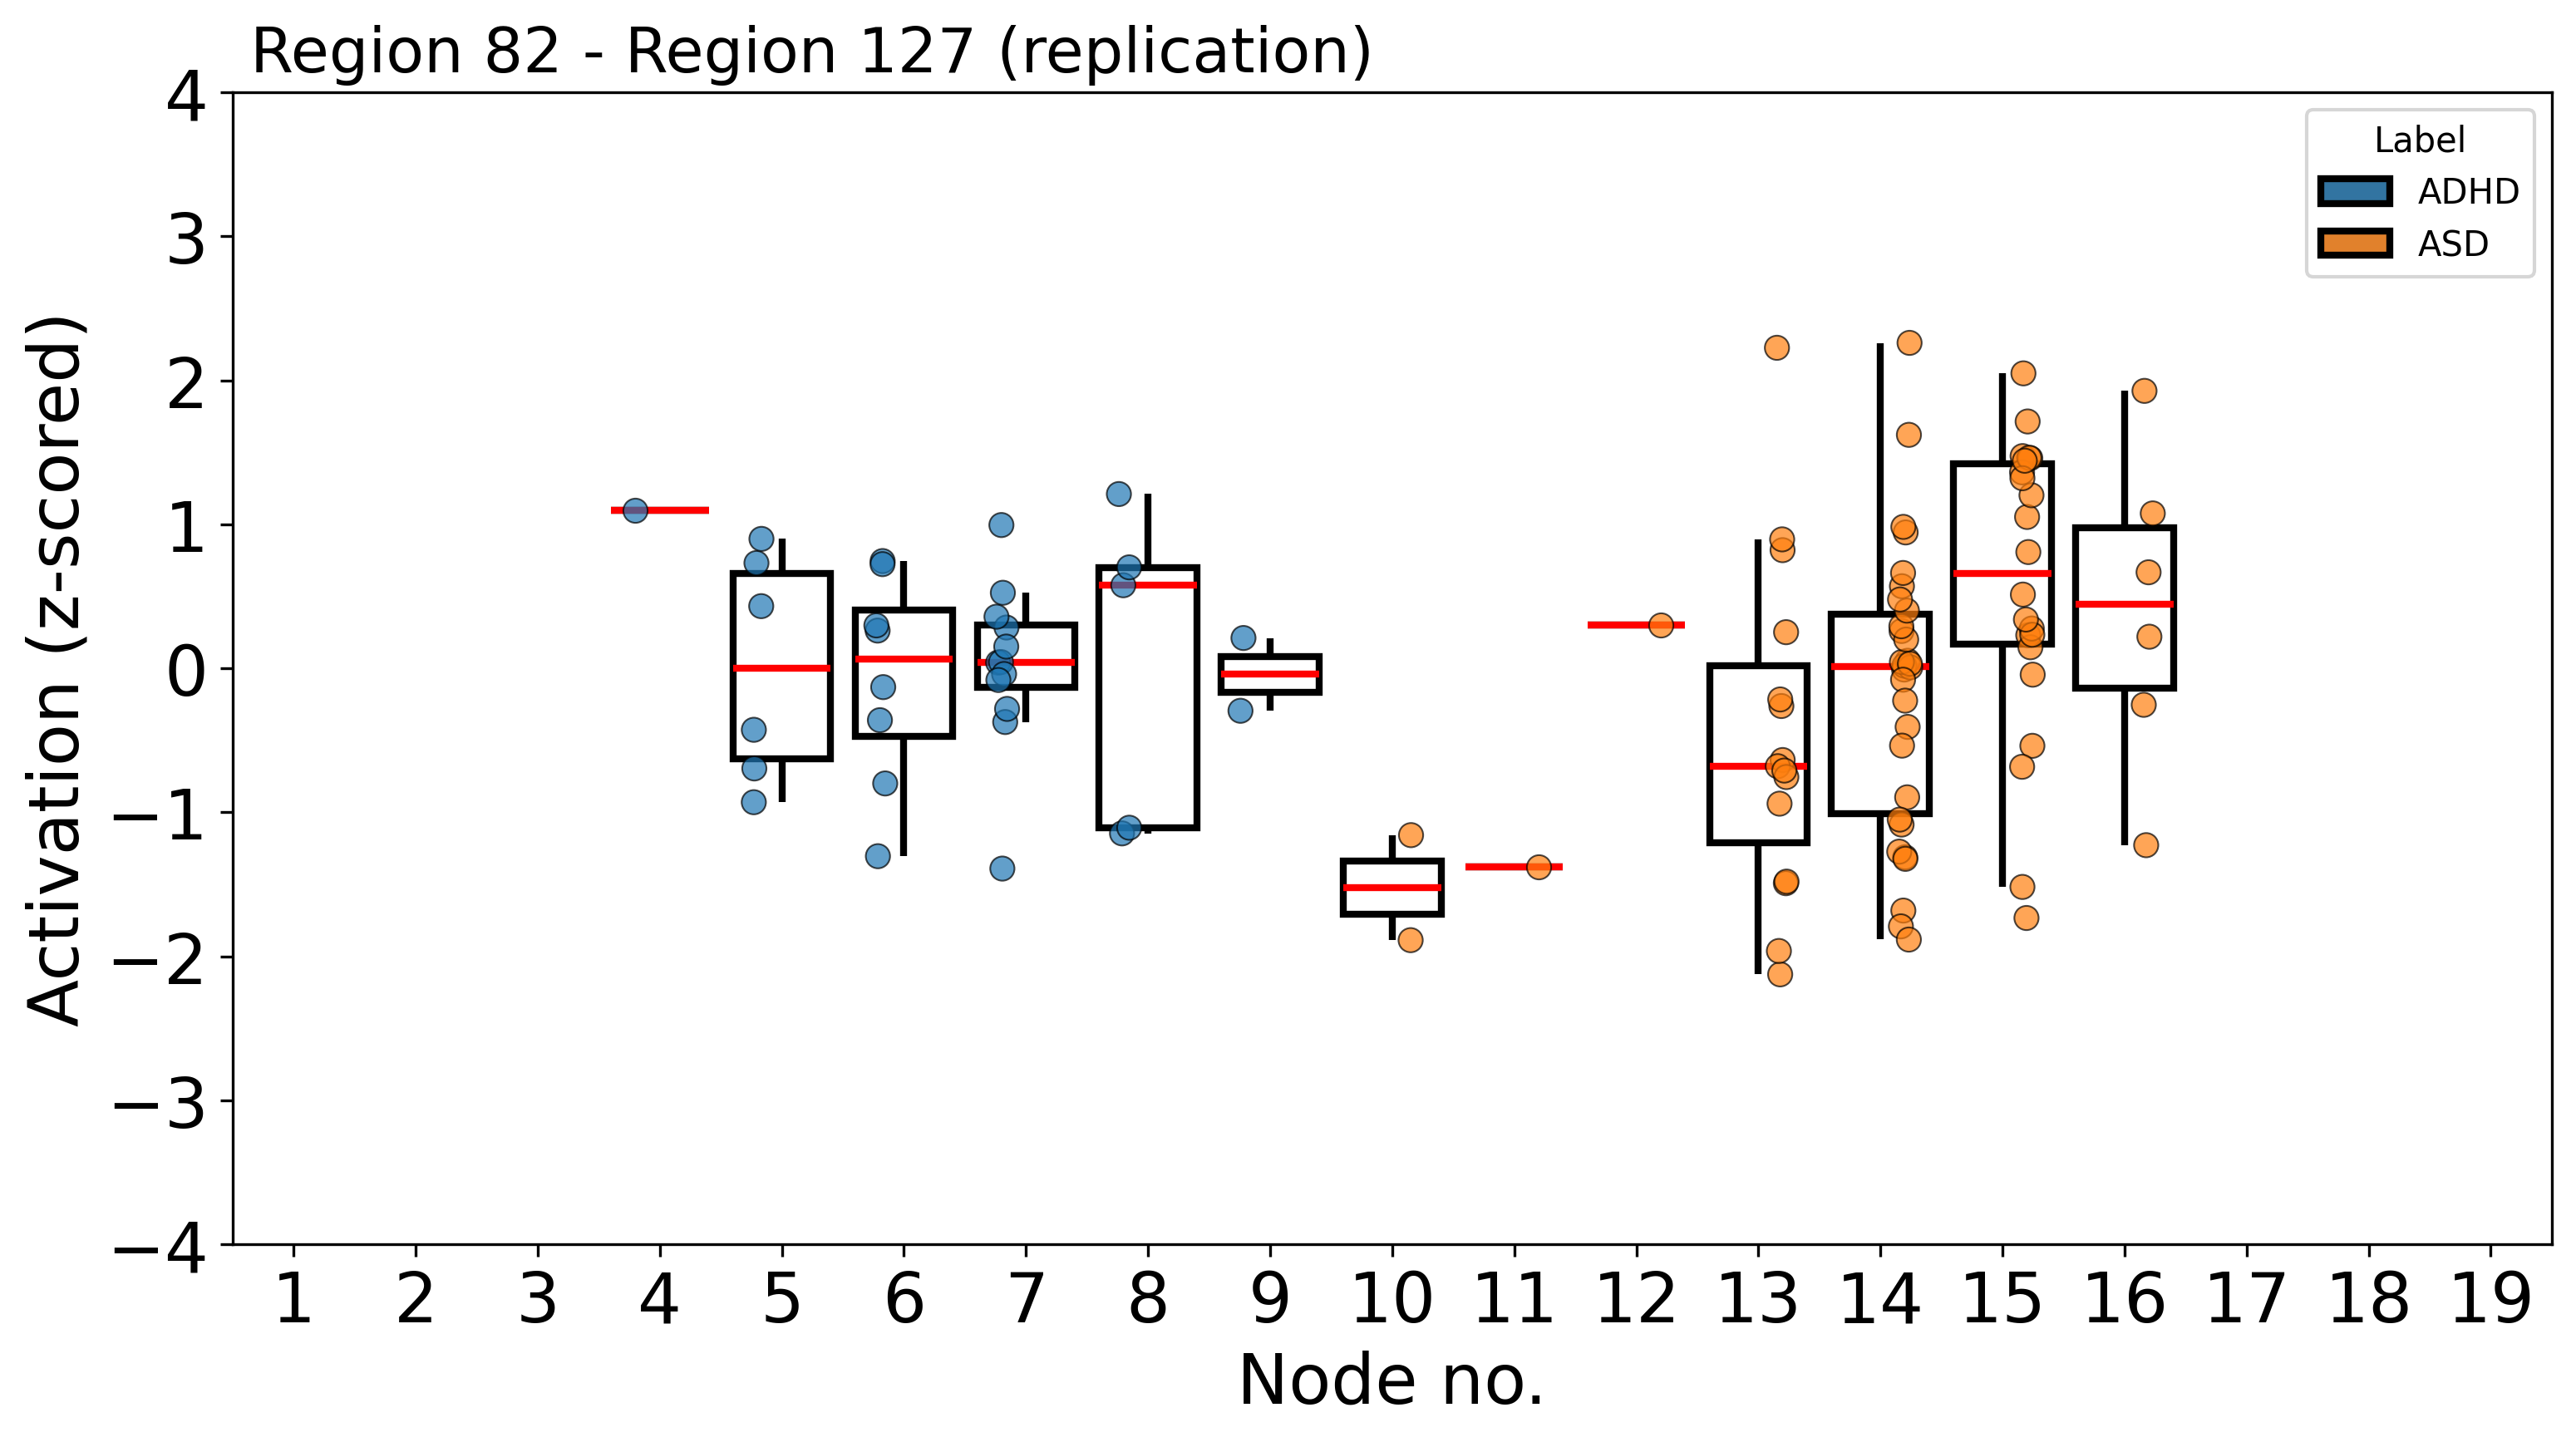 Region 82 - Region 127 (replication)
Label
ADHD
ASD
Activation (z-scored)
4
3
2
1
0
−1
−2
−3
−4
1 2 3 4 5 6 7 8 9 10 11 12 13 14 15 16 17 18 19
Node no.